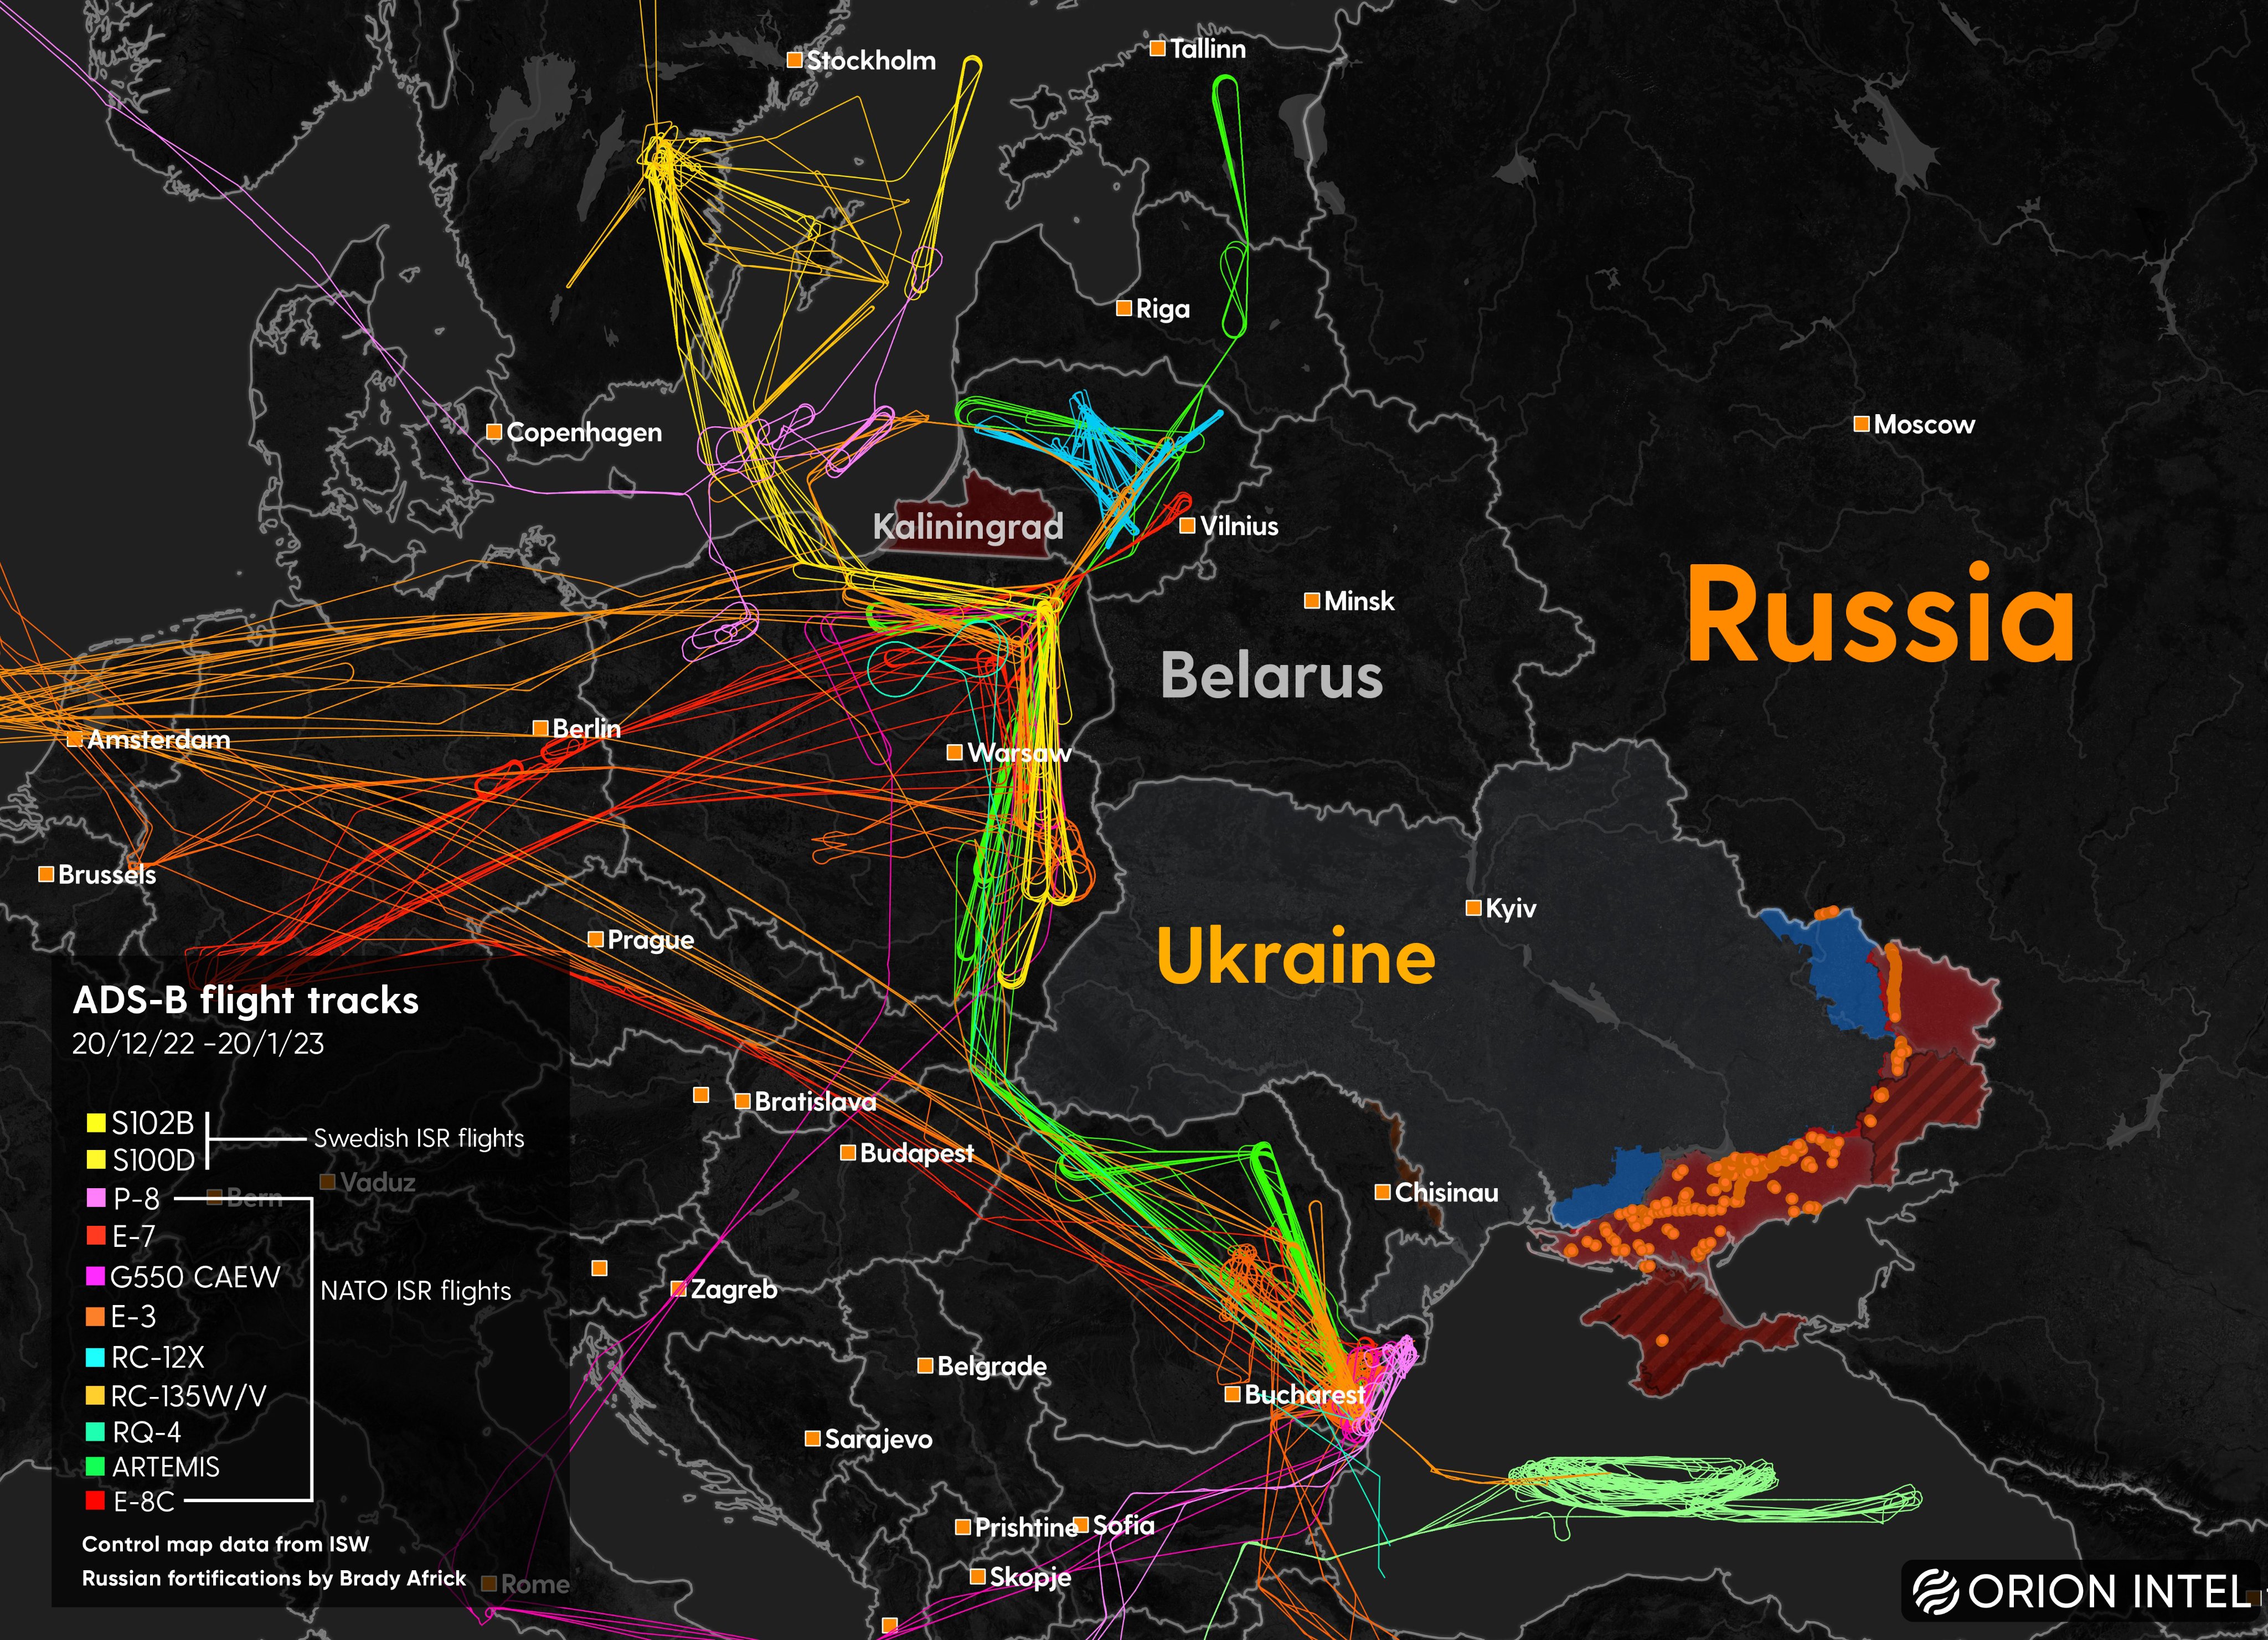 Stockholm
Tallinn
Riga
Copenhagen
Moscow
Kaliningrad
Vilnius
Minsk
Russia
Belarus
Berlin
Amsterdam
Warsaw
Brussels
Kyiv
Prague
Ukraine
ADS-B flight tracks
20/12/22 -20/1/23
Bratislava
S102B
Swedish ISR flights
S100D
Budapest
Vaduz
P-8
Bern
Chisinau
E-7
G550 CAEW
NATO ISR flights
Zagreb
E-3
RC-12X
Belgrade
RC-135W/V
Bucharest
RQ-4
Sarajevo
ARTEMIS
E-8C
Prishtine
Sofia
Control map data from ISW
Russian fortifications by Brady Africk
Rome
Skopje
ORION INTEL